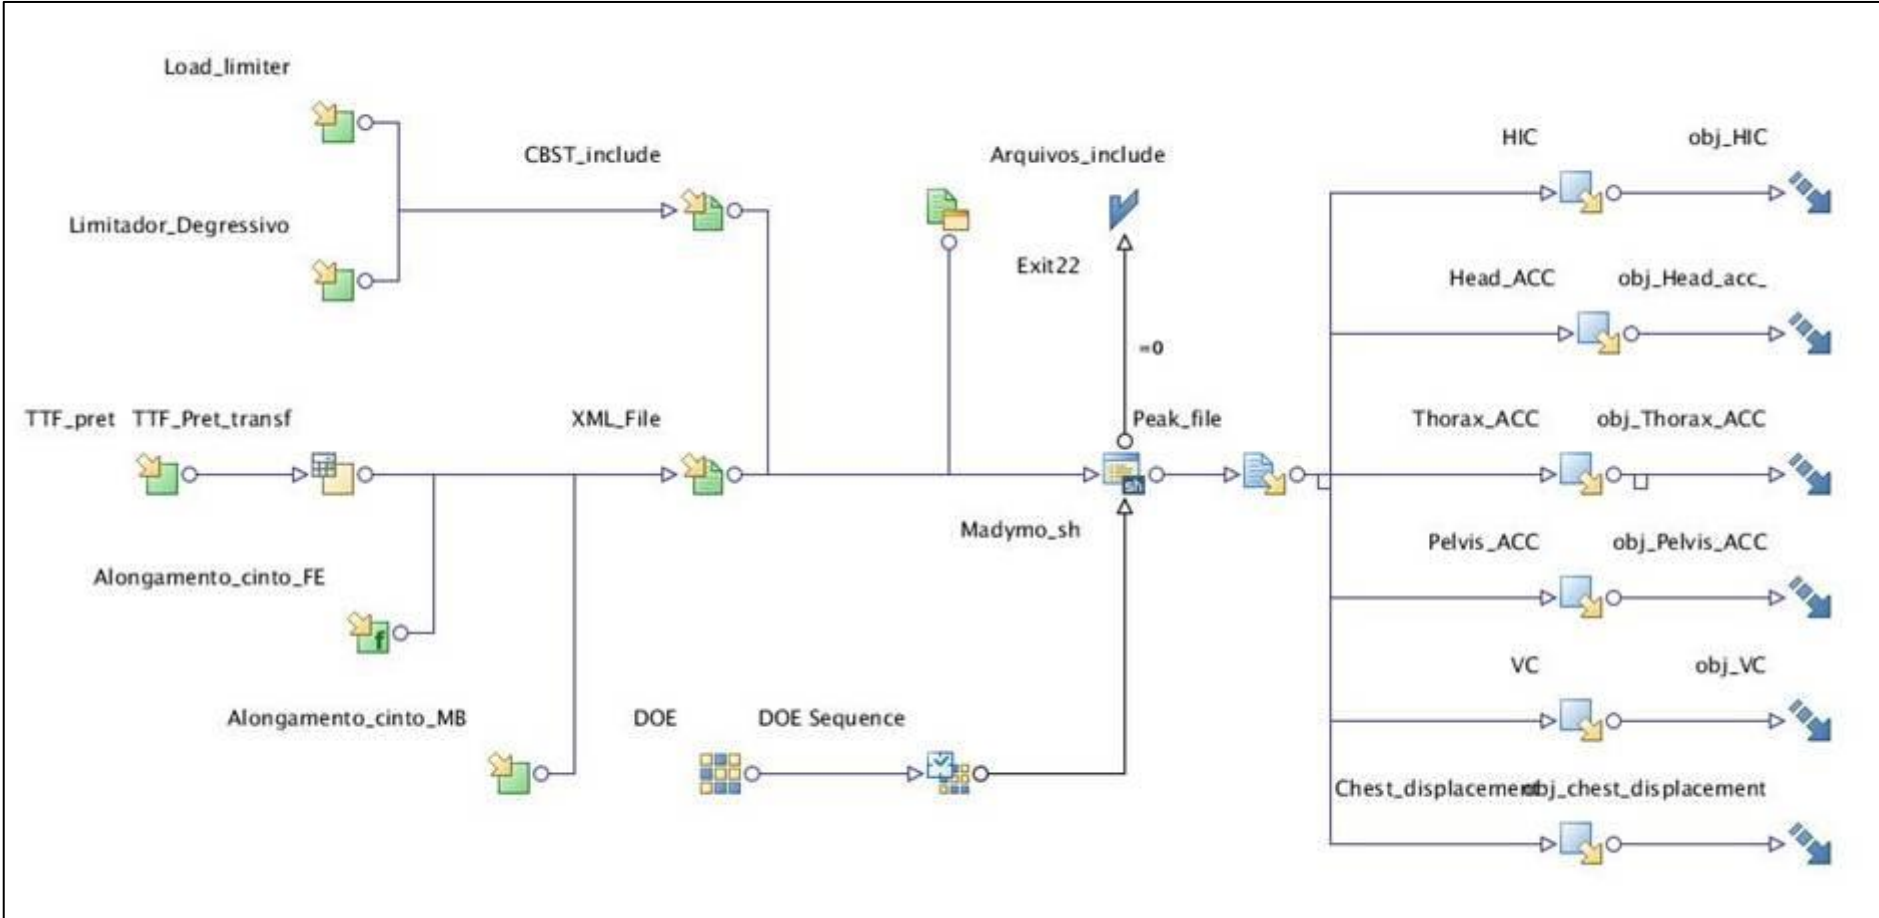 Load_limiter
HIC
obj_HIC
CBST_include
Arquivos_include
Limitador_Degressivo
Exit22
Head_ACC
obj_Head_acc_
=0
TTF_pret
TTF_Pret_transf
XML_File
Peak_file
Thorax_ACC
obj_Thorax_ACC
sh
Madymo_sh
Pelvis_ACC
obj_Pelvis_ACC
Alongamento_cinto_FE
f
VC
obj_VC
Alongamento_cinto_MB
DOE
DOE Sequence
Chest_displacement
obj_chest_displacement